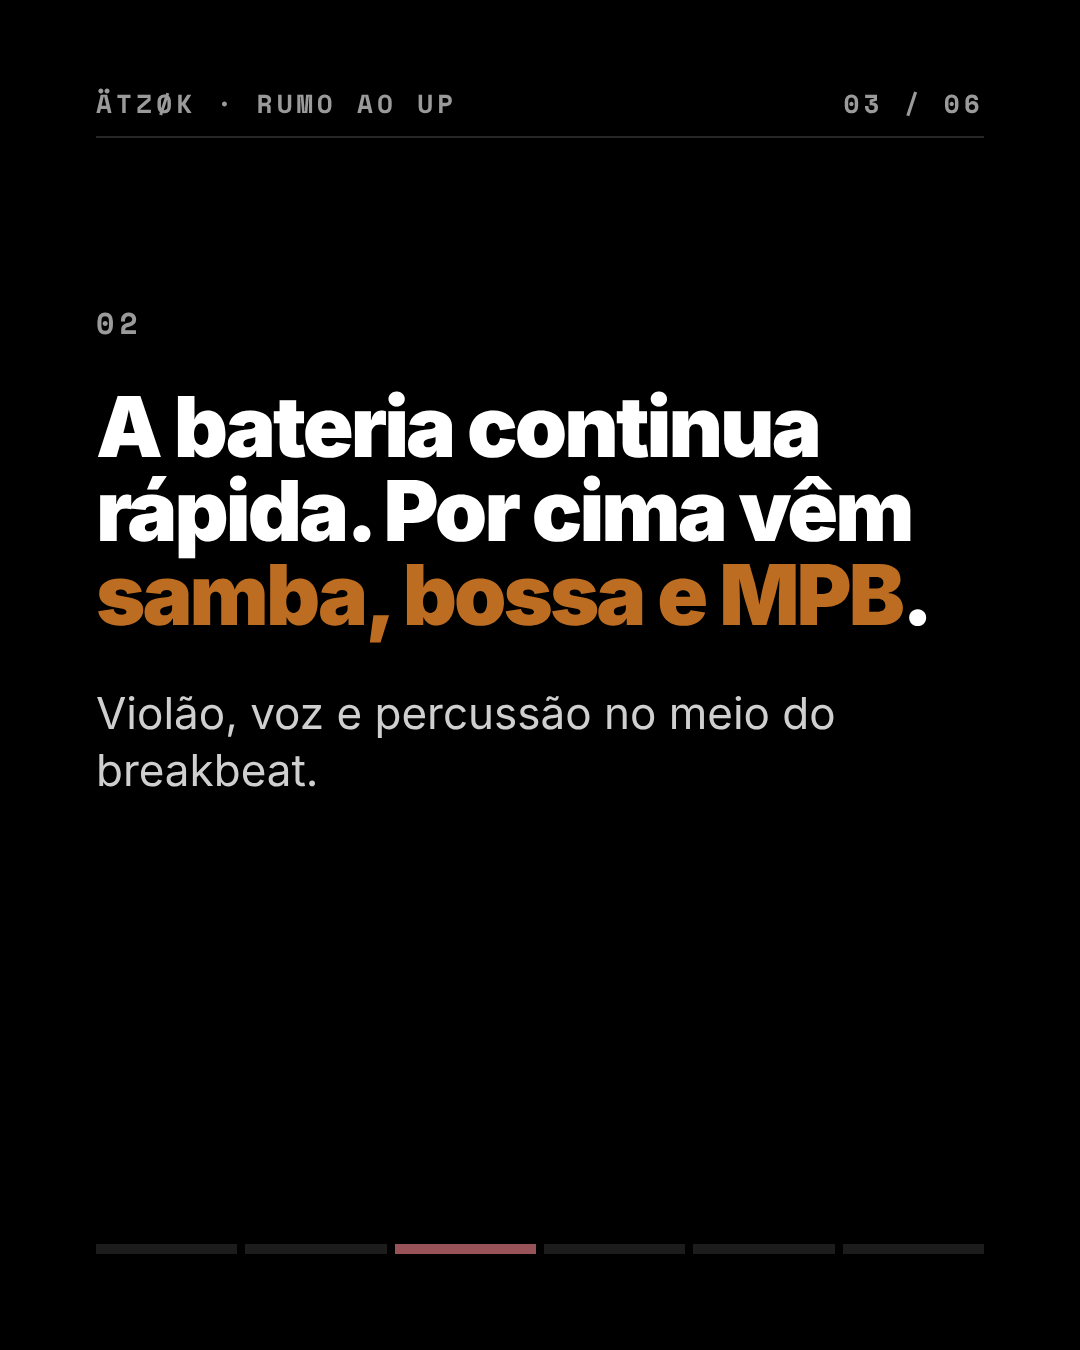 ÄTZØK · RUMO AO UP
03 / 06
02
A bateria continua
rápida. Por cima vêm
samba, bossa e MPB.
Violão, voz e percussão no meio do
breakbeat.